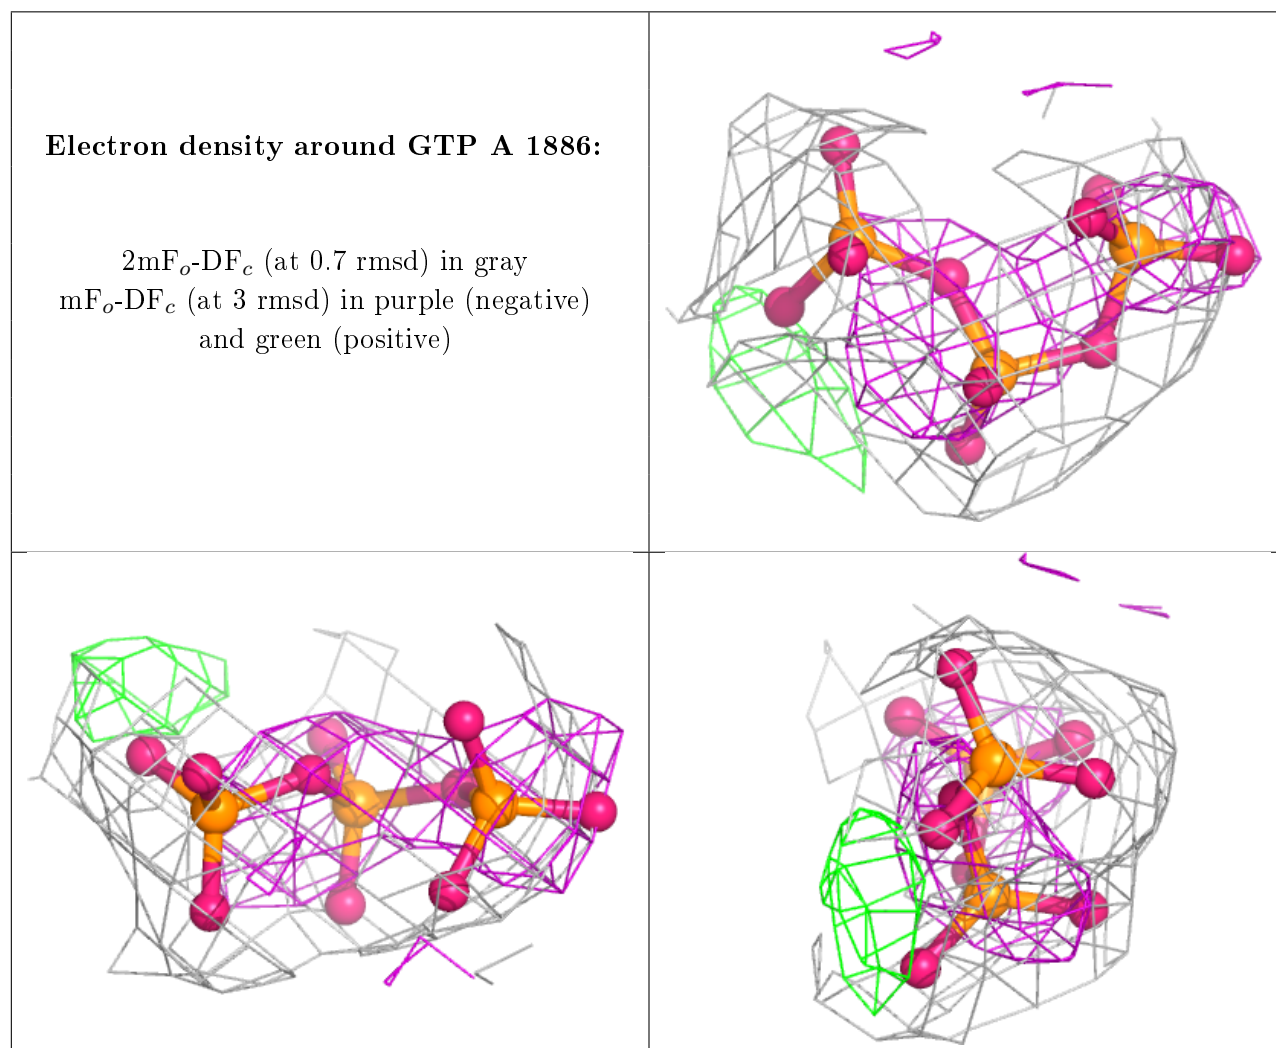 Electron density around GTP A 1886:
2mFₒ-DF𝒸 (at 0.7 rmsd) in gray
mFₒ-DF𝒸 (at 3 rmsd) in purple (negative)
and green (positive)